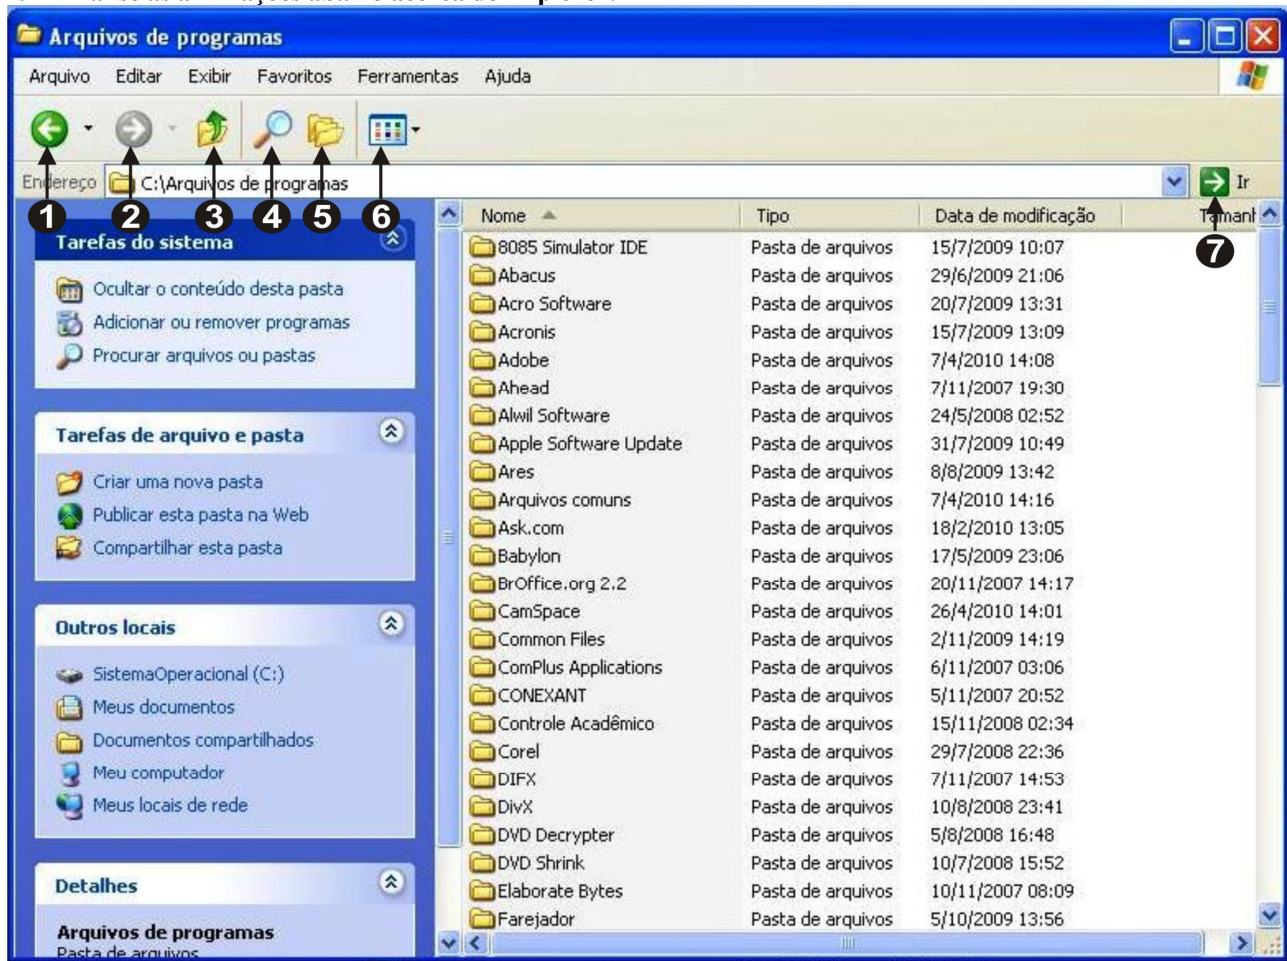 Arquivos de programas
Arquivo Editar Exibir Favoritos Ferramentas Ajuda
Endereço C:\Arquivos de programas Ir
1 2 3 4 5 6 7
Tarefas do sistema
Ocultar o conteúdo desta pasta
Adicionar ou remover programas
Procurar arquivos ou pastas
Tarefas de arquivo e pasta
Criar uma nova pasta
Publicar esta pasta na Web
Compartilhar esta pasta
Outros locais
SistemaOperacional (C:)
Meus documentos
Documentos compartilhados
Meu computador
Meus locais de rede
Detalhes
Arquivos de programas
Pasta de arquivos
Nome Tipo Data de modificação Tamanh
8085 Simulator IDE Pasta de arquivos 15/7/2009 10:07
Abacus Pasta de arquivos 29/6/2009 21:06
Acro Software Pasta de arquivos 20/7/2009 13:31
Acronis Pasta de arquivos 15/7/2009 13:09
Adobe Pasta de arquivos 7/4/2010 14:08
Ahead Pasta de arquivos 7/11/2007 19:30
Alwil Software Pasta de arquivos 24/5/2008 02:52
Apple Software Update Pasta de arquivos 31/7/2009 10:49
Ares Pasta de arquivos 8/8/2009 13:42
Arquivos comuns Pasta de arquivos 7/4/2010 14:16
Ask.com Pasta de arquivos 18/2/2010 13:05
Babylon Pasta de arquivos 17/5/2009 23:06
BrOffice.org 2.2 Pasta de arquivos 20/11/2007 14:17
CamSpace Pasta de arquivos 26/4/2010 14:01
Common Files Pasta de arquivos 2/11/2009 14:19
ComPlus Applications Pasta de arquivos 6/11/2007 03:06
CONEXANT Pasta de arquivos 5/11/2007 20:52
Controle Acadêmico Pasta de arquivos 15/11/2008 02:34
Corel Pasta de arquivos 29/7/2008 22:36
DIFX Pasta de arquivos 7/11/2007 14:53
DivX Pasta de arquivos 10/8/2008 23:41
DVD Decrypter Pasta de arquivos 5/8/2008 16:48
DVD Shrink Pasta de arquivos 10/7/2008 15:52
Elaborate Bytes Pasta de arquivos 10/11/2007 08:09
Farejador Pasta de arquivos 5/10/2009 13:56